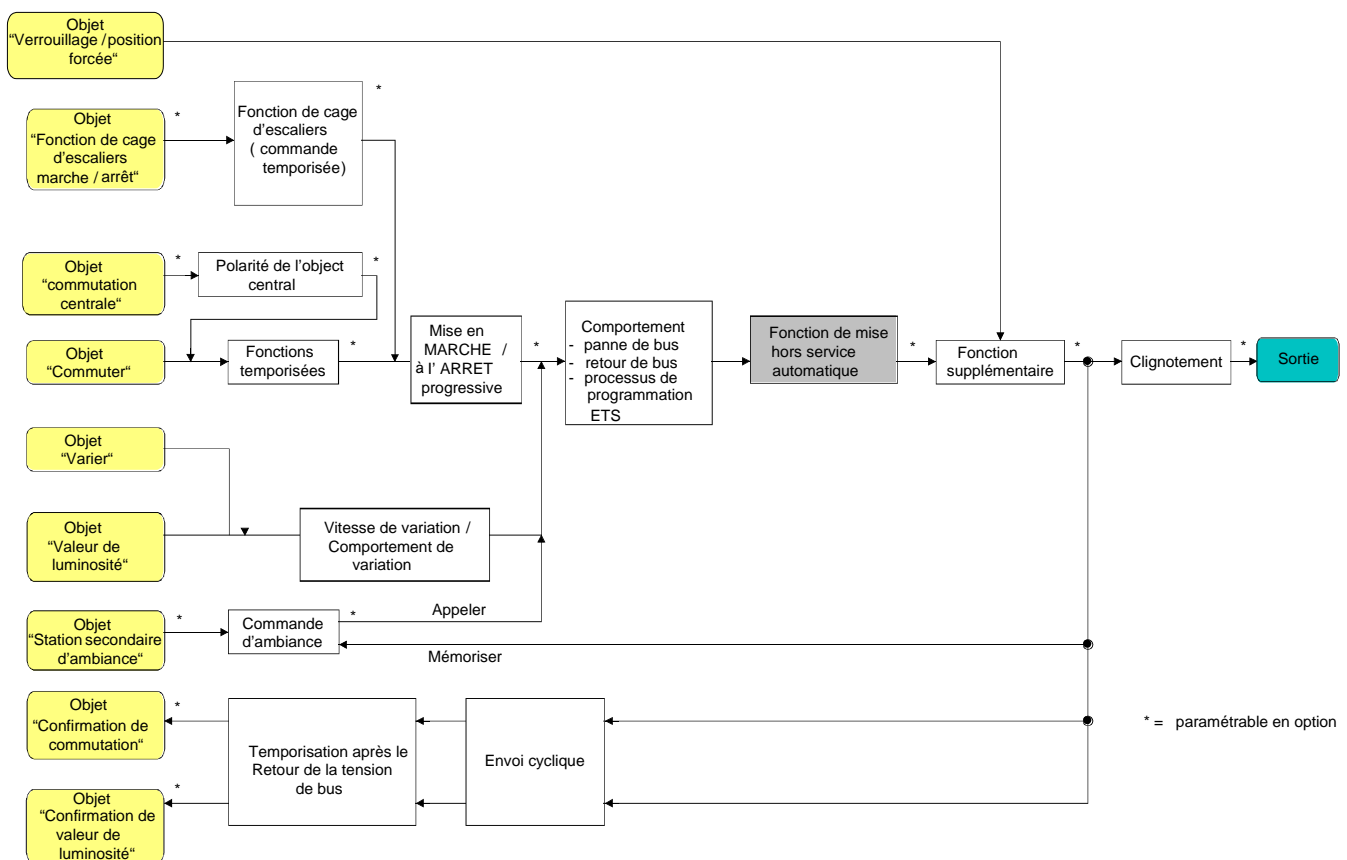 Objet
“Verrouillage / position
forcée“
*
*
Objet
“Fonction de cage
d'escaliers
marche / arrêt“
Fonction de cage
d'escaliers
( commande
temporisée)
*
*
Objet
“commutation
centrale“
Polarité de l’object
central
Objet
“Commuter“
Fonctions
temporisées
*
Mise en
MARCHE /
à l’ ARRET
progressive
*
Comportement
- panne de bus
- retour de bus
- processus de
programmation
ETS
Fonction de mise
hors service
automatique
*
Fonction
supplémentaire
*
Clignotement
*
Sortie
Objet
“Varier“
Objet
“Valeur de
luminosité“
Vitesse de variation /
Comportement de
variation
Objet
“Station secondaire
d’ambiance“
*
Commande
d’ambiance
*
Appeler
Mémoriser
Objet
“Confirmation de
commutation“
*
Temporisation après le
Retour de la tension
de bus
Envoi cyclique
* = paramétrable en option
*
Objet
“Confirmation de
valeur de
luminosité“